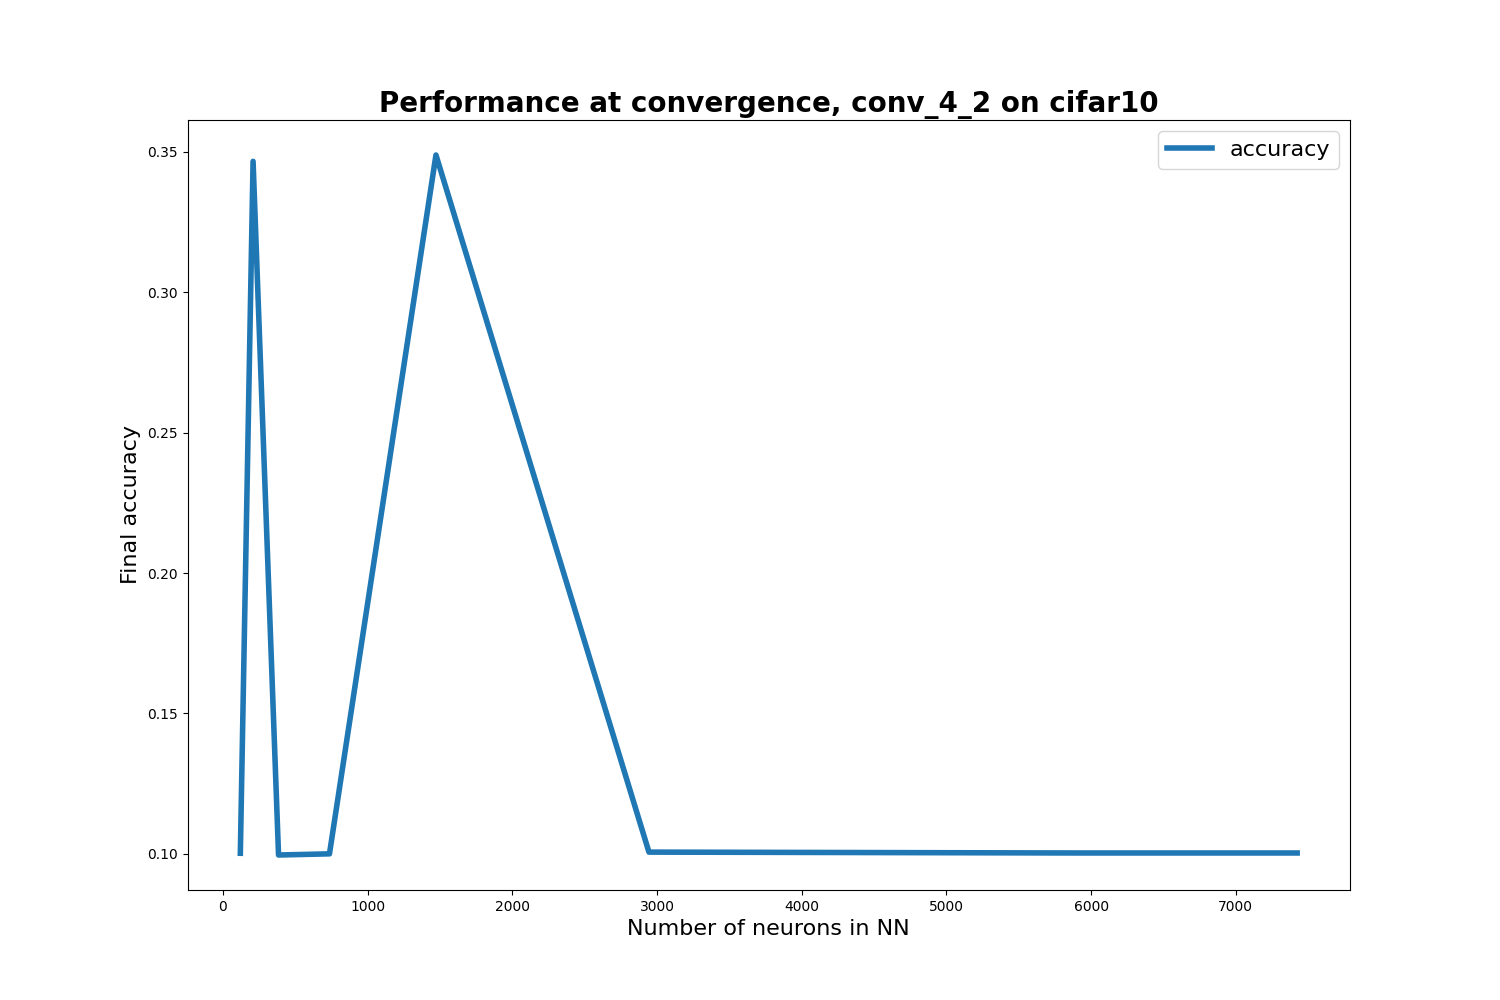 Performance at convergence, conv_4_2 on cifar10
accuracy
Final accuracy
0.35
0.30
0.25
0.20
0.15
0.10
0 1000 2000 3000 4000 5000 6000 7000
Number of neurons in NN